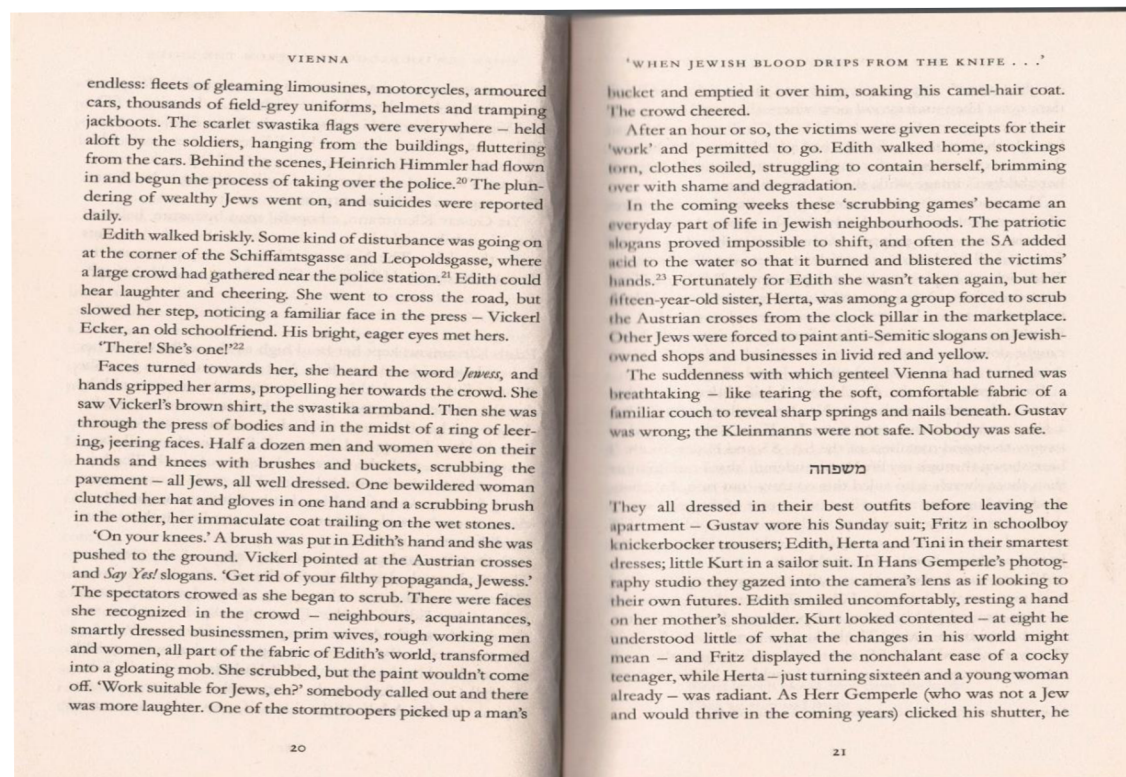 VIENNA
endless: fleets of gleaming limousines, motorcycles, armoured
cars, thousands of field-grey uniforms, helmets and tramping
jackboots. The scarlet swastika flags were everywhere – held
aloft by the soldiers, hanging from the buildings, fluttering
from the cars. Behind the scenes, Heinrich Himmler had flown
in and begun the process of taking over the police.²⁰ The plun-
dering of wealthy Jews went on, and suicides were reported
daily.
Edith walked briskly. Some kind of disturbance was going on
at the corner of the Schiffamtsgasse and Leopoldsgasse, where
a large crowd had gathered near the police station.²¹ Edith could
hear laughter and cheering. She went to cross the road, but
slowed her step, noticing a familiar face in the press – Vickerl
Ecker, an old schoolfriend. His bright, eager eyes met hers.
‘There! She’s one!’²²
Faces turned towards her, she heard the word Jewess, and
hands gripped her arms, propelling her towards the crowd. She
saw Vickerl’s brown shirt, the swastika armband. Then she was
through the press of bodies and in the midst of a ring of leer-
ing, jeering faces. Half a dozen men and women were on their
hands and knees with brushes and buckets, scrubbing the
pavement – all Jews, all well dressed. One bewildered woman
clutched her hat and gloves in one hand and a scrubbing brush
in the other, her immaculate coat trailing on the wet stones.
‘On your knees.’ A brush was put in Edith’s hand and she was
pushed to the ground. Vickerl pointed at the Austrian crosses
and Say Yes! slogans. ‘Get rid of your filthy propaganda, Jewess.’
The spectators crowed as she began to scrub. There were faces
she recognized in the crowd – neighbours, acquaintances,
smartly dressed businessmen, prim wives, rough working men
and women, all part of the fabric of Edith’s world, transformed
into a gloating mob. She scrubbed, but the paint wouldn’t come
off. ‘Work suitable for Jews, eh?’ somebody called out and there
was more laughter. One of the stormtroopers picked up a man’s
20
‘WHEN JEWISH BLOOD DRIPS FROM THE KNIFE . . .’
bucket and emptied it over him, soaking his camel-hair coat.
The crowd cheered.
After an hour or so, the victims were given receipts for their
‘work’ and permitted to go. Edith walked home, stockings
torn, clothes soiled, struggling to contain herself, brimming
over with shame and degradation.
In the coming weeks these ‘scrubbing games’ became an
everyday part of life in Jewish neighbourhoods. The patriotic
slogans proved impossible to shift, and often the SA added
acid to the water so that it burned and blistered the victims’
hands.²³ Fortunately for Edith she wasn’t taken again, but her
fifteen-year-old sister, Herta, was among a group forced to scrub
the Austrian crosses from the clock pillar in the marketplace.
Other Jews were forced to paint anti-Semitic slogans on Jewish-
owned shops and businesses in livid red and yellow.
The suddenness with which genteel Vienna had turned was
breathtaking – like tearing the soft, comfortable fabric of a
familiar couch to reveal sharp springs and nails beneath. Gustav
was wrong; the Kleinmanns were not safe. Nobody was safe.
משפחה
They all dressed in their best outfits before leaving the
apartment – Gustav wore his Sunday suit; Fritz in schoolboy
knickerbocker trousers; Edith, Herta and Tini in their smartest
dresses; little Kurt in a sailor suit. In Hans Gemperle’s photog-
raphy studio they gazed into the camera’s lens as if looking to
their own futures. Edith smiled uncomfortably, resting a hand
on her mother’s shoulder. Kurt looked contented – at eight he
understood little of what the changes in his world might
mean – and Fritz displayed the nonchalant ease of a cocky
teenager, while Herta – just turning sixteen and a young woman
already – was radiant. As Herr Gemperle (who was not a Jew
and would thrive in the coming years) clicked his shutter, he
21